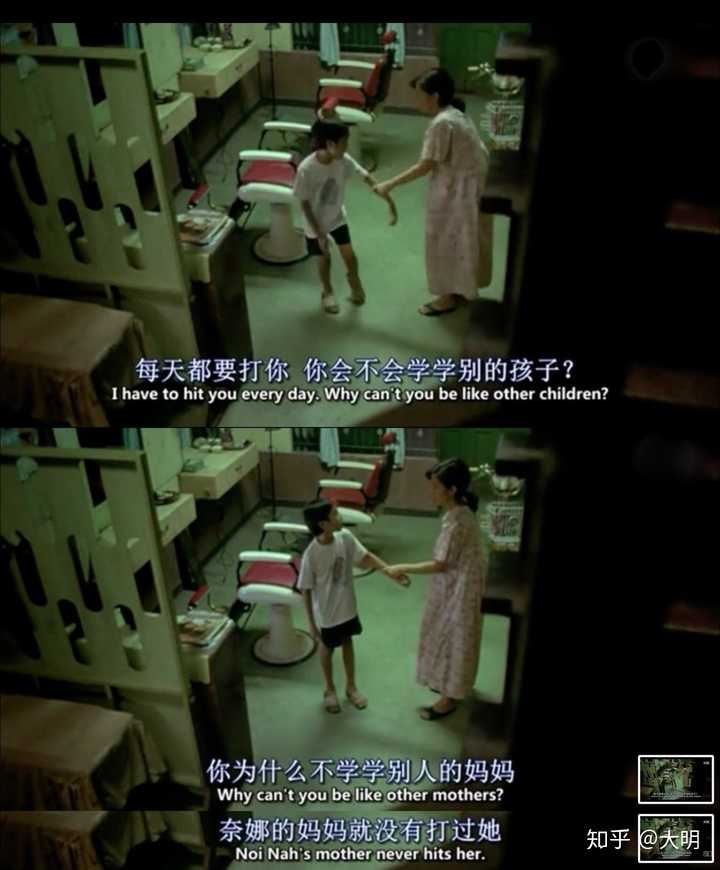 每天都要打你 你会不会学学别的孩子?
I have to hit you every day. Why can't you be like other children?
你为什么不学学别人的妈妈
Why can't you be like other mothers?
奈娜的妈妈就没有打过她
Noi Nah's mother never hits her.
知乎 @大明